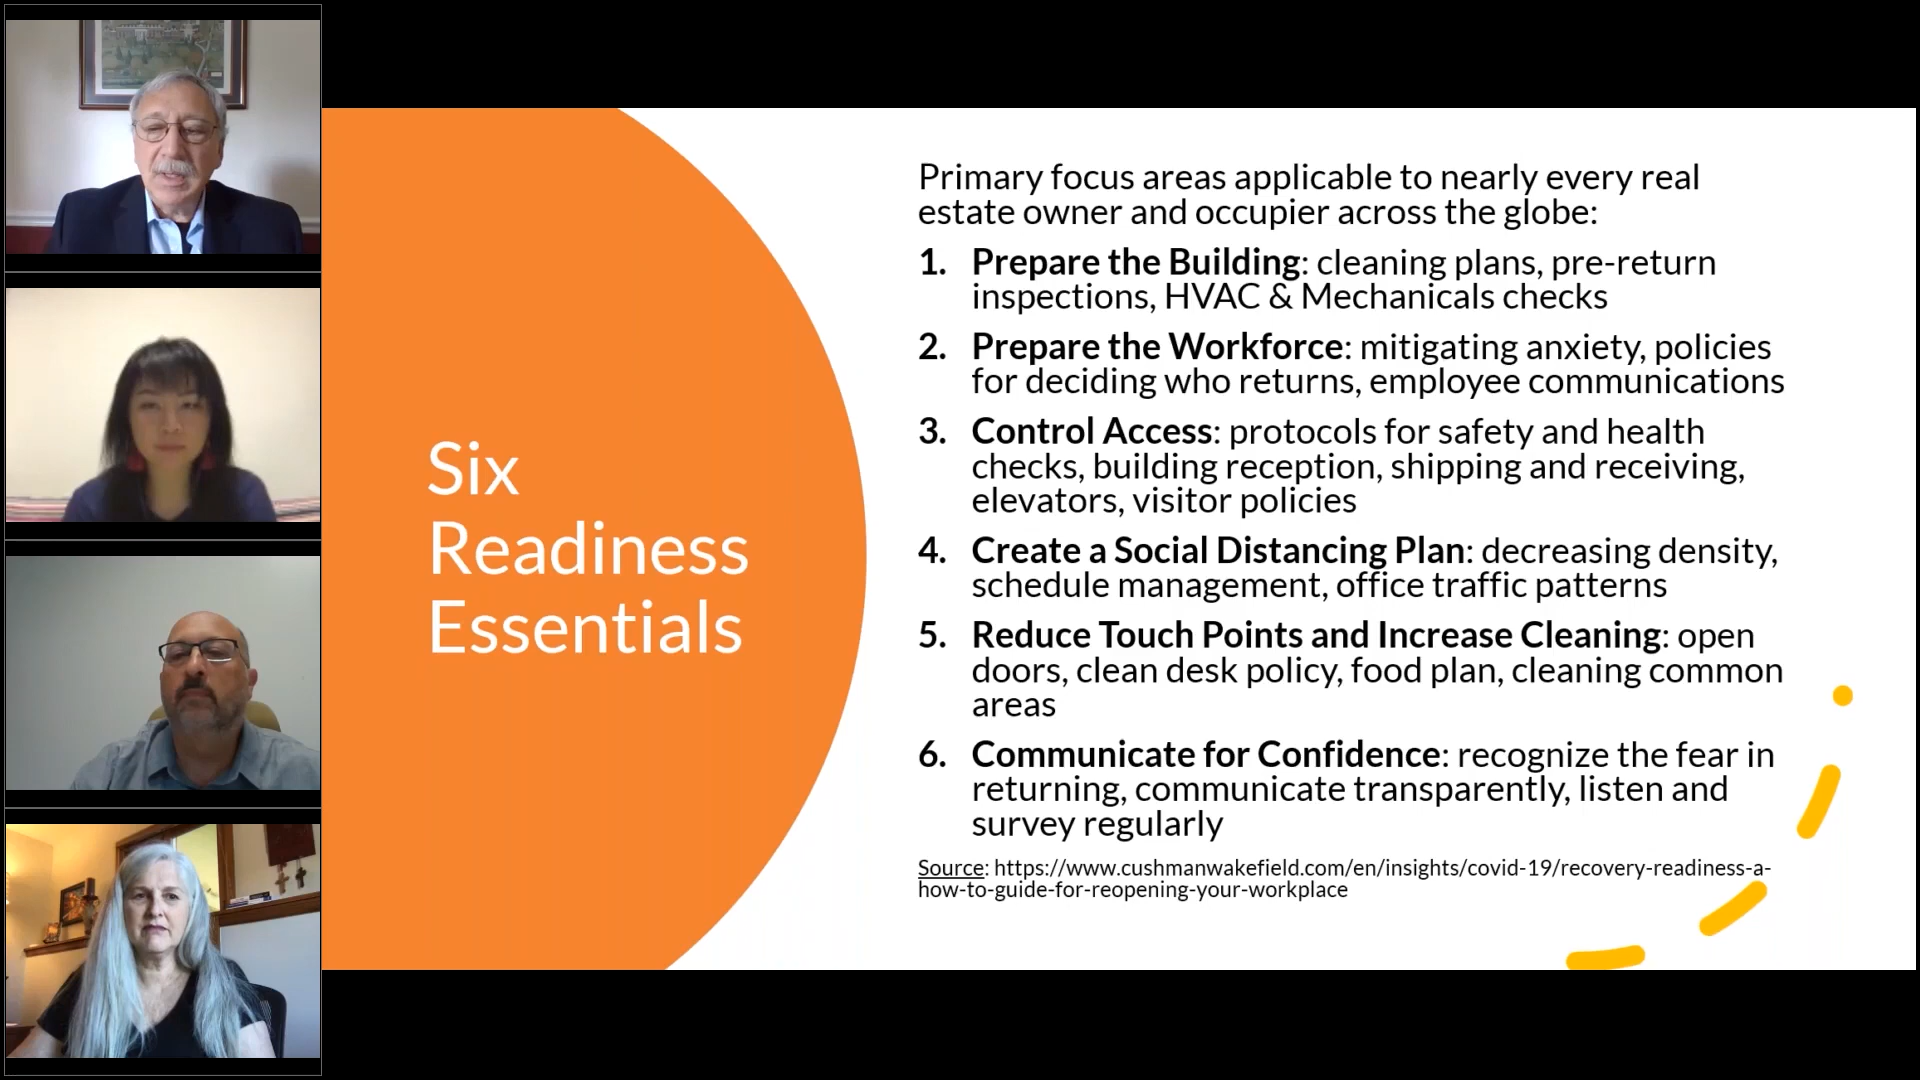 Six
Readiness
Essentials
Primary focus areas applicable to nearly every real
estate owner and occupier across the globe:
1. Prepare the Building: cleaning plans, pre-return
inspections, HVAC & Mechanicals checks
2. Prepare the Workforce: mitigating anxiety, policies
for deciding who returns, employee communications
3. Control Access: protocols for safety and health
checks, building reception, shipping and receiving,
elevators, visitor policies
4. Create a Social Distancing Plan: decreasing density,
schedule management, office traffic patterns
5. Reduce Touch Points and Increase Cleaning: open
doors, clean desk policy, food plan, cleaning common
areas
6. Communicate for Confidence: recognize the fear in
returning, communicate transparently, listen and
survey regularly
Source: https://www.cushmanwakefield.com/en/insights/covid-19/recovery-readiness-a-
how-to-guide-for-reopening-your-workplace